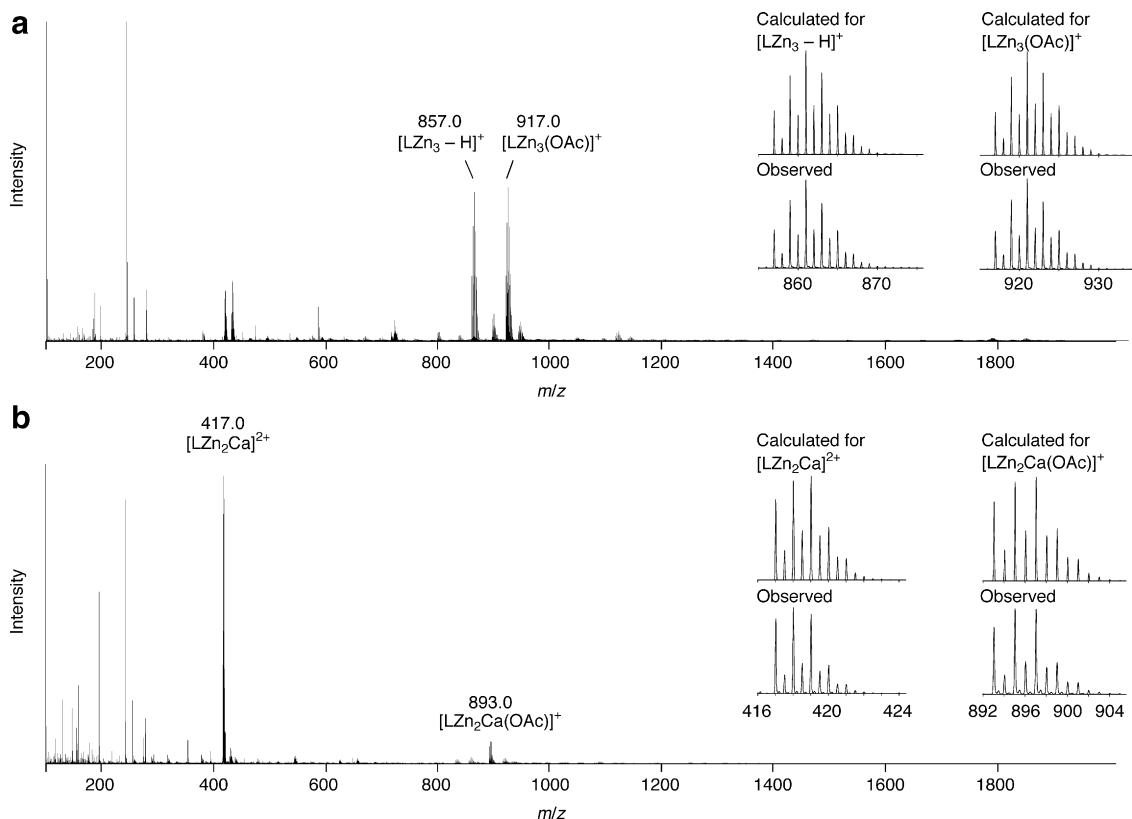 a
Intensity
857.0
[LZn₃ – H]⁺
917.0
[LZn₃(OAc)]⁺
Calculated for
[LZn₃ – H]⁺
Observed
860 870
Calculated for
[LZn₃(OAc)]⁺
Observed
920 930
200 400 600 800 1000 1200 1400 1600 1800
m/z
b
Intensity
417.0
[LZn₂Ca]²⁺
893.0
[LZn₂Ca(OAc)]⁺
Calculated for
[LZn₂Ca]²⁺
Observed
416 420 424
Calculated for
[LZn₂Ca(OAc)]⁺
Observed
892 896 900 904
200 400 600 800 1000 1200 1400 1600 1800
m/z